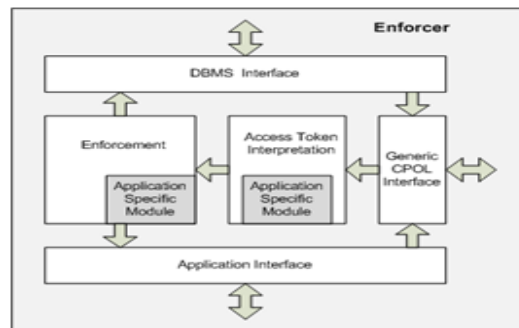 Enforcer
DBMS Interface
Enforcement
Application
Specific
Module
Access Token
Interpretation
Application
Specific
Module
Generic
CPOL
Interface
Application Interface